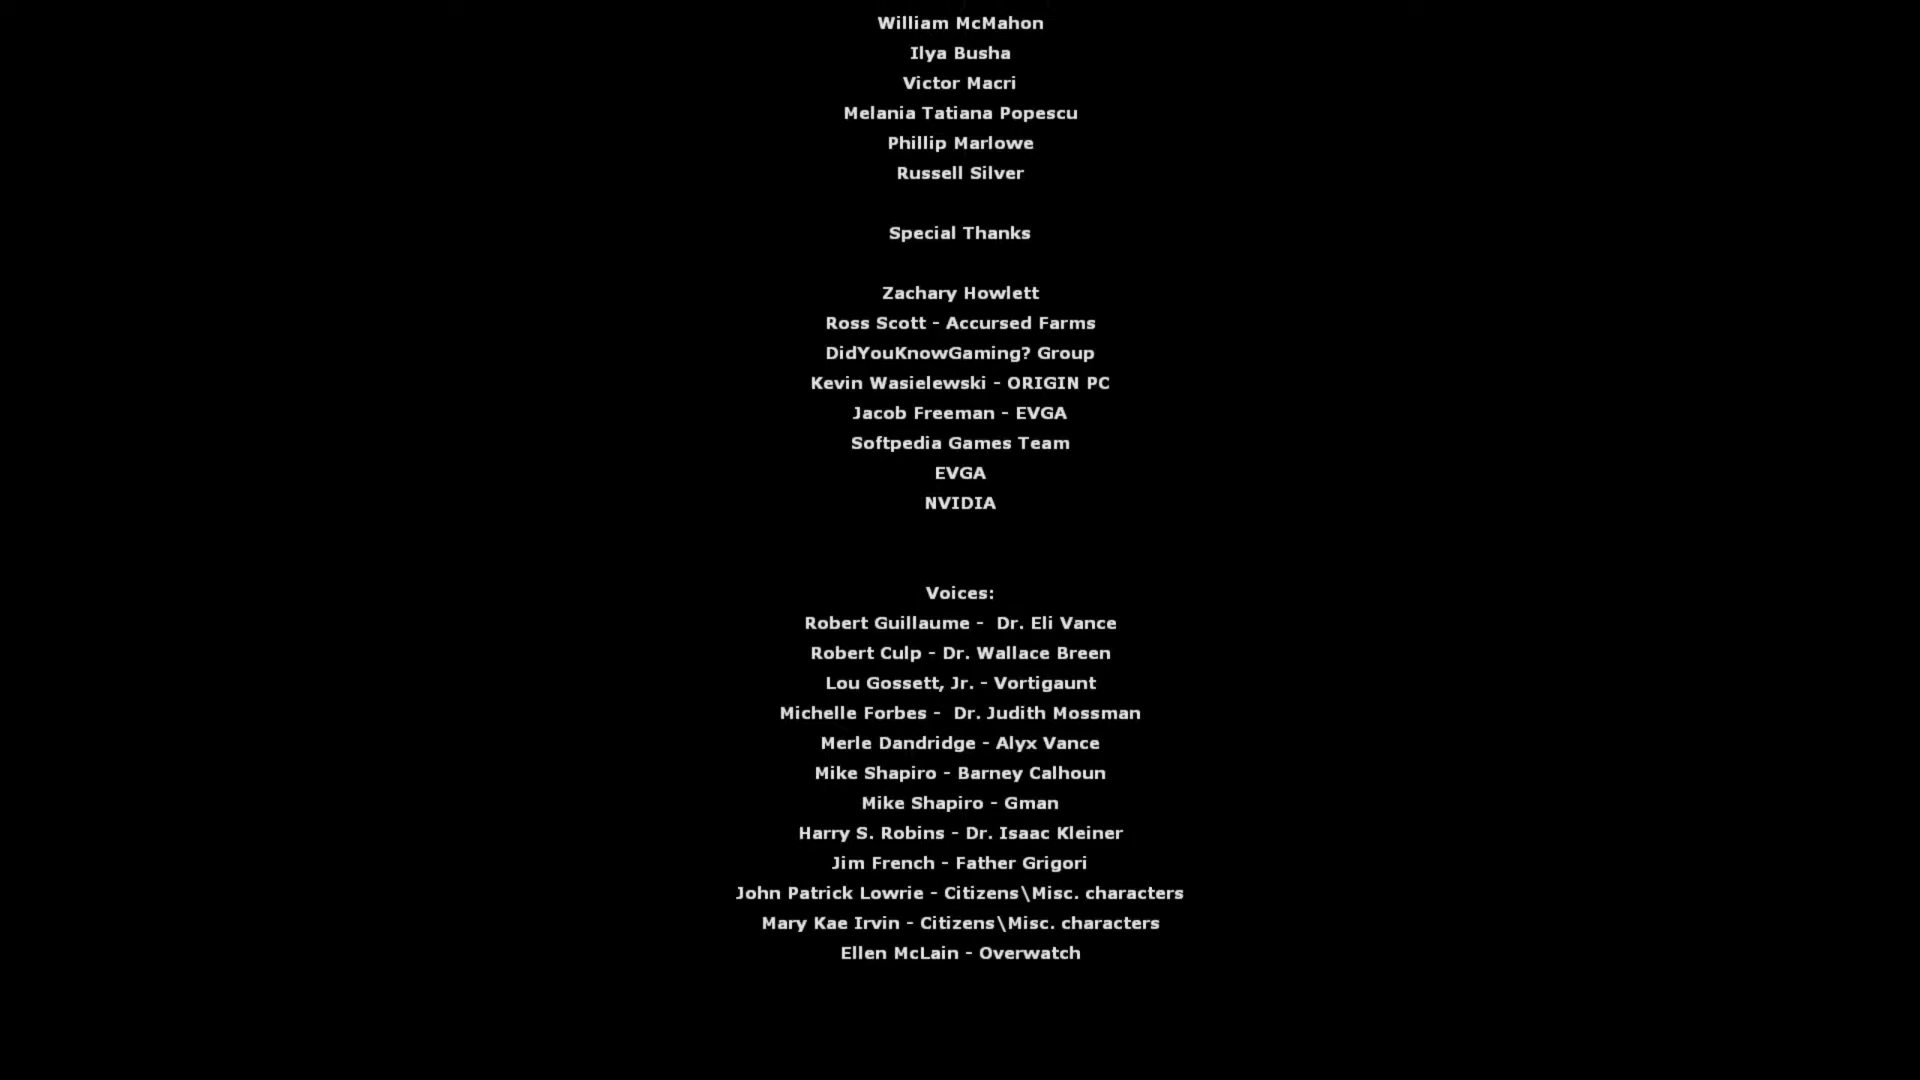 William McMahon
Ilya Busha
Victor Macri
Melania Tatiana Popescu
Phillip Marlowe
Russell Silver
Special Thanks
Zachary Howlett
Ross Scott - Accursed Farms
DidYouKnowGaming? Group
Kevin Wasielewski - ORIGIN PC
Jacob Freeman - EVGA
Softpedia Games Team
EVGA
NVIDIA
Voices:
Robert Guillaume -  Dr. Eli Vance
Robert Culp - Dr. Wallace Breen
Lou Gossett, Jr. - Vortigaunt
Michelle Forbes -  Dr. Judith Mossman
Merle Dandridge - Alyx Vance
Mike Shapiro - Barney Calhoun
Mike Shapiro - Gman
Harry S. Robins - Dr. Isaac Kleiner
Jim French - Father Grigori
John Patrick Lowrie - Citizens\Misc. characters
Mary Kae Irvin - Citizens\Misc. characters
Ellen McLain - Overwatch